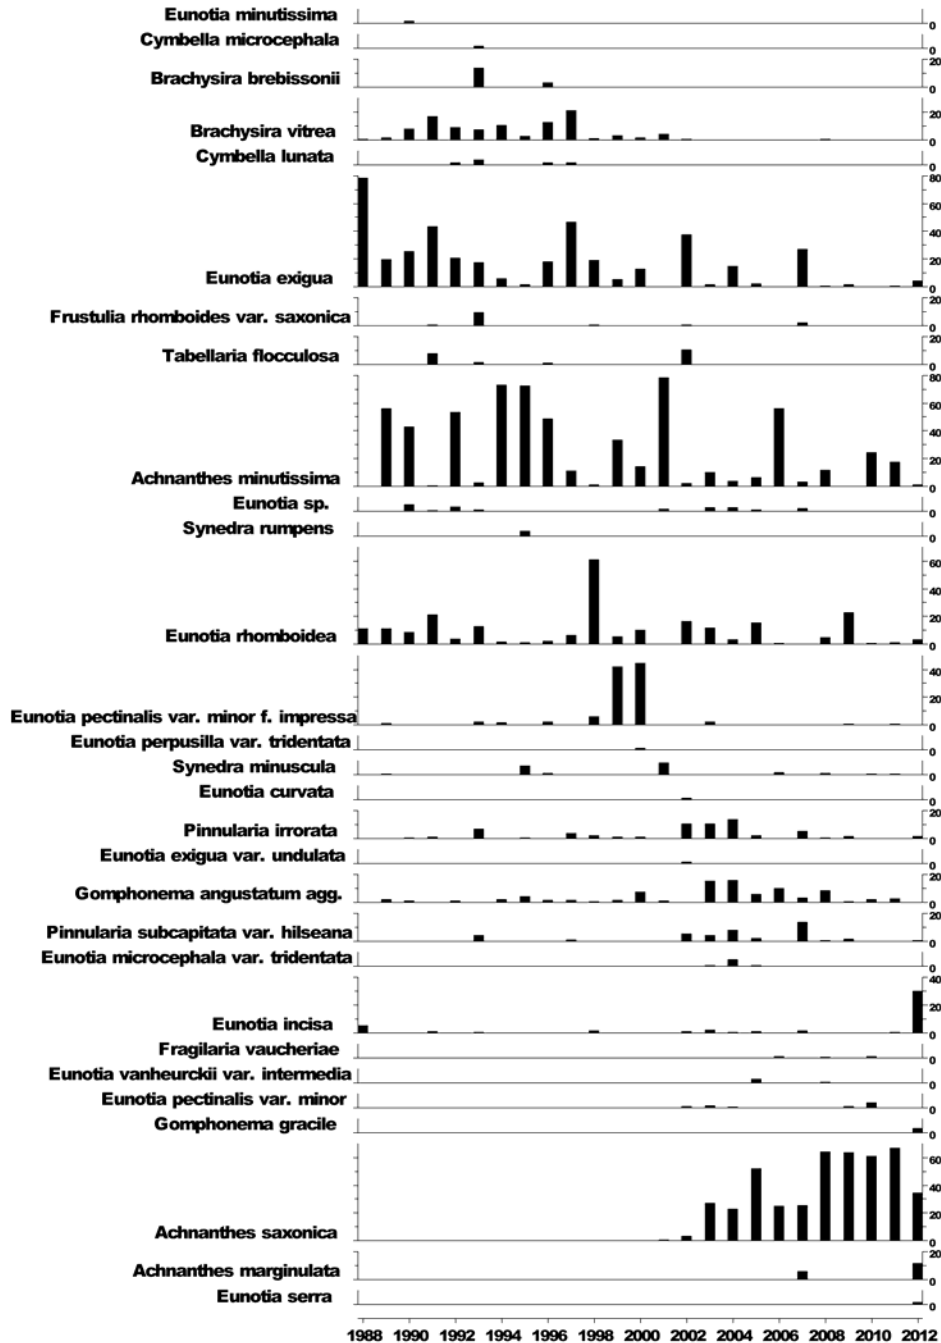 Eunotia minutissima
0
Cymbella microcephala
0
20
Brachysira brebissonii
0
20
Brachysira vitrea
0
Cymbella lunata
0
80
60
40
20
Eunotia exigua
0
20
Frustulia rhomboides var. saxonica
0
20
Tabellaria flocculosa
0
80
60
40
20
Achnanthes minutissima
0
Eunotia sp.
0
Synedra rumpens
0
60
40
20
Eunotia rhomboidea
0
40
20
Eunotia pectinalis var. minor f. impressa
0
Eunotia perpusilla var. tridentata
0
Synedra minuscula
0
Eunotia curvata
0
20
Pinnularia irrorata
0
Eunotia exigua var. undulata
0
20
Gomphonema angustatum agg.
0
20
Pinnularia subcapitata var. hilseana
0
Eunotia microcephala var. tridentata
0
40
20
Eunotia incisa
0
Fragilaria vaucheriae
0
Eunotia vanheurckii var. intermedia
0
Eunotia pectinalis var. minor
0
Gomphonema gracile
0
60
40
20
Achnanthes saxonica
0
20
Achnanthes marginulata
0
Eunotia serra
0
1988 1990 1992 1994 1996 1998 2000 2002 2004 2006 2008 2010 2012